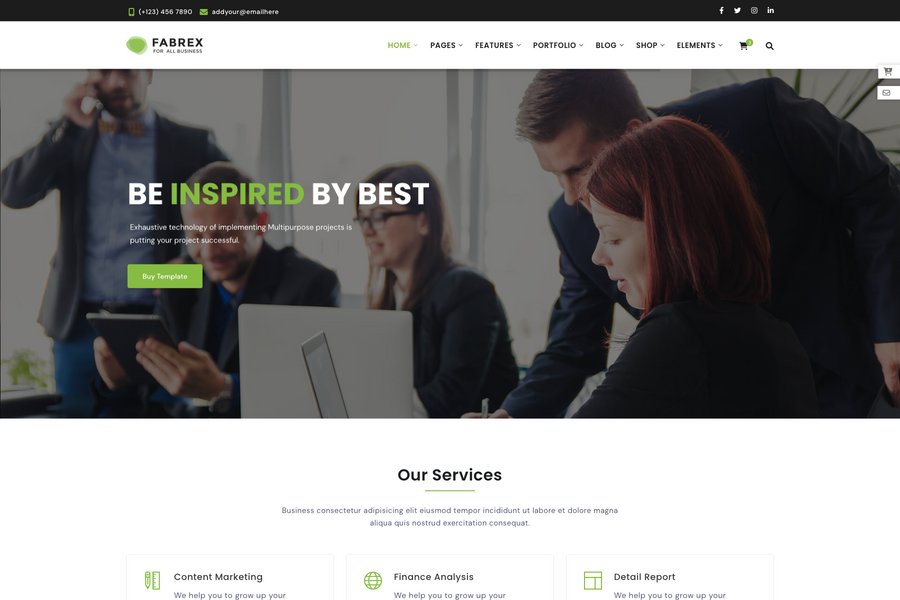 (+123) 456 7890 addyour@emailhere
FABREX
FOR ALL BUSINESS
HOME PAGES FEATURES PORTFOLIO BLOG SHOP ELEMENTS
BE INSPIRED BY BEST
Exhaustive technology of implementing Multipurpose projects is
putting your project successful.
Buy Template
Our Services
Business consectetur adipisicing elit eiusmod tempor incididunt ut labore et dolore magna
aliqua quis nostrud exercitation consequat.
Content Marketing
We help you to grow up your
Finance Analysis
We help you to grow up your
Detail Report
We help you to grow up your